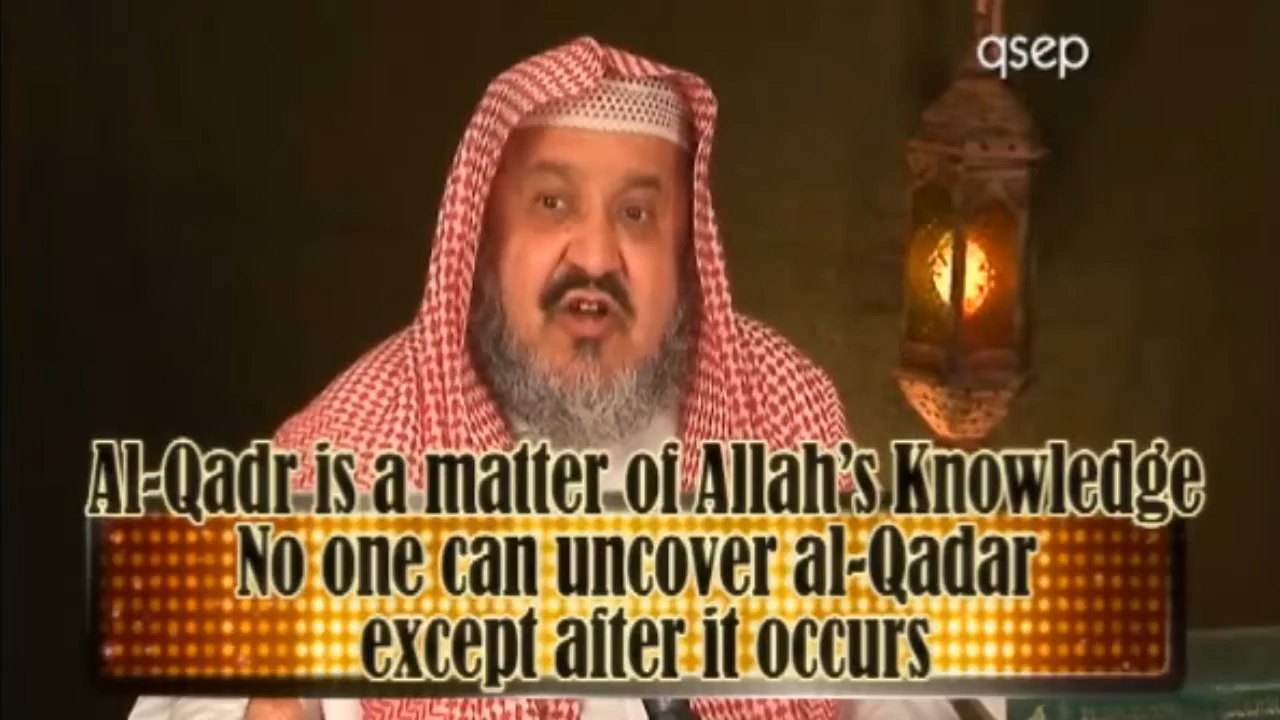 qsep
Al-Qadr is a matter of Allah's Knowledge
No one can uncover al-Qadar
except after it occurs